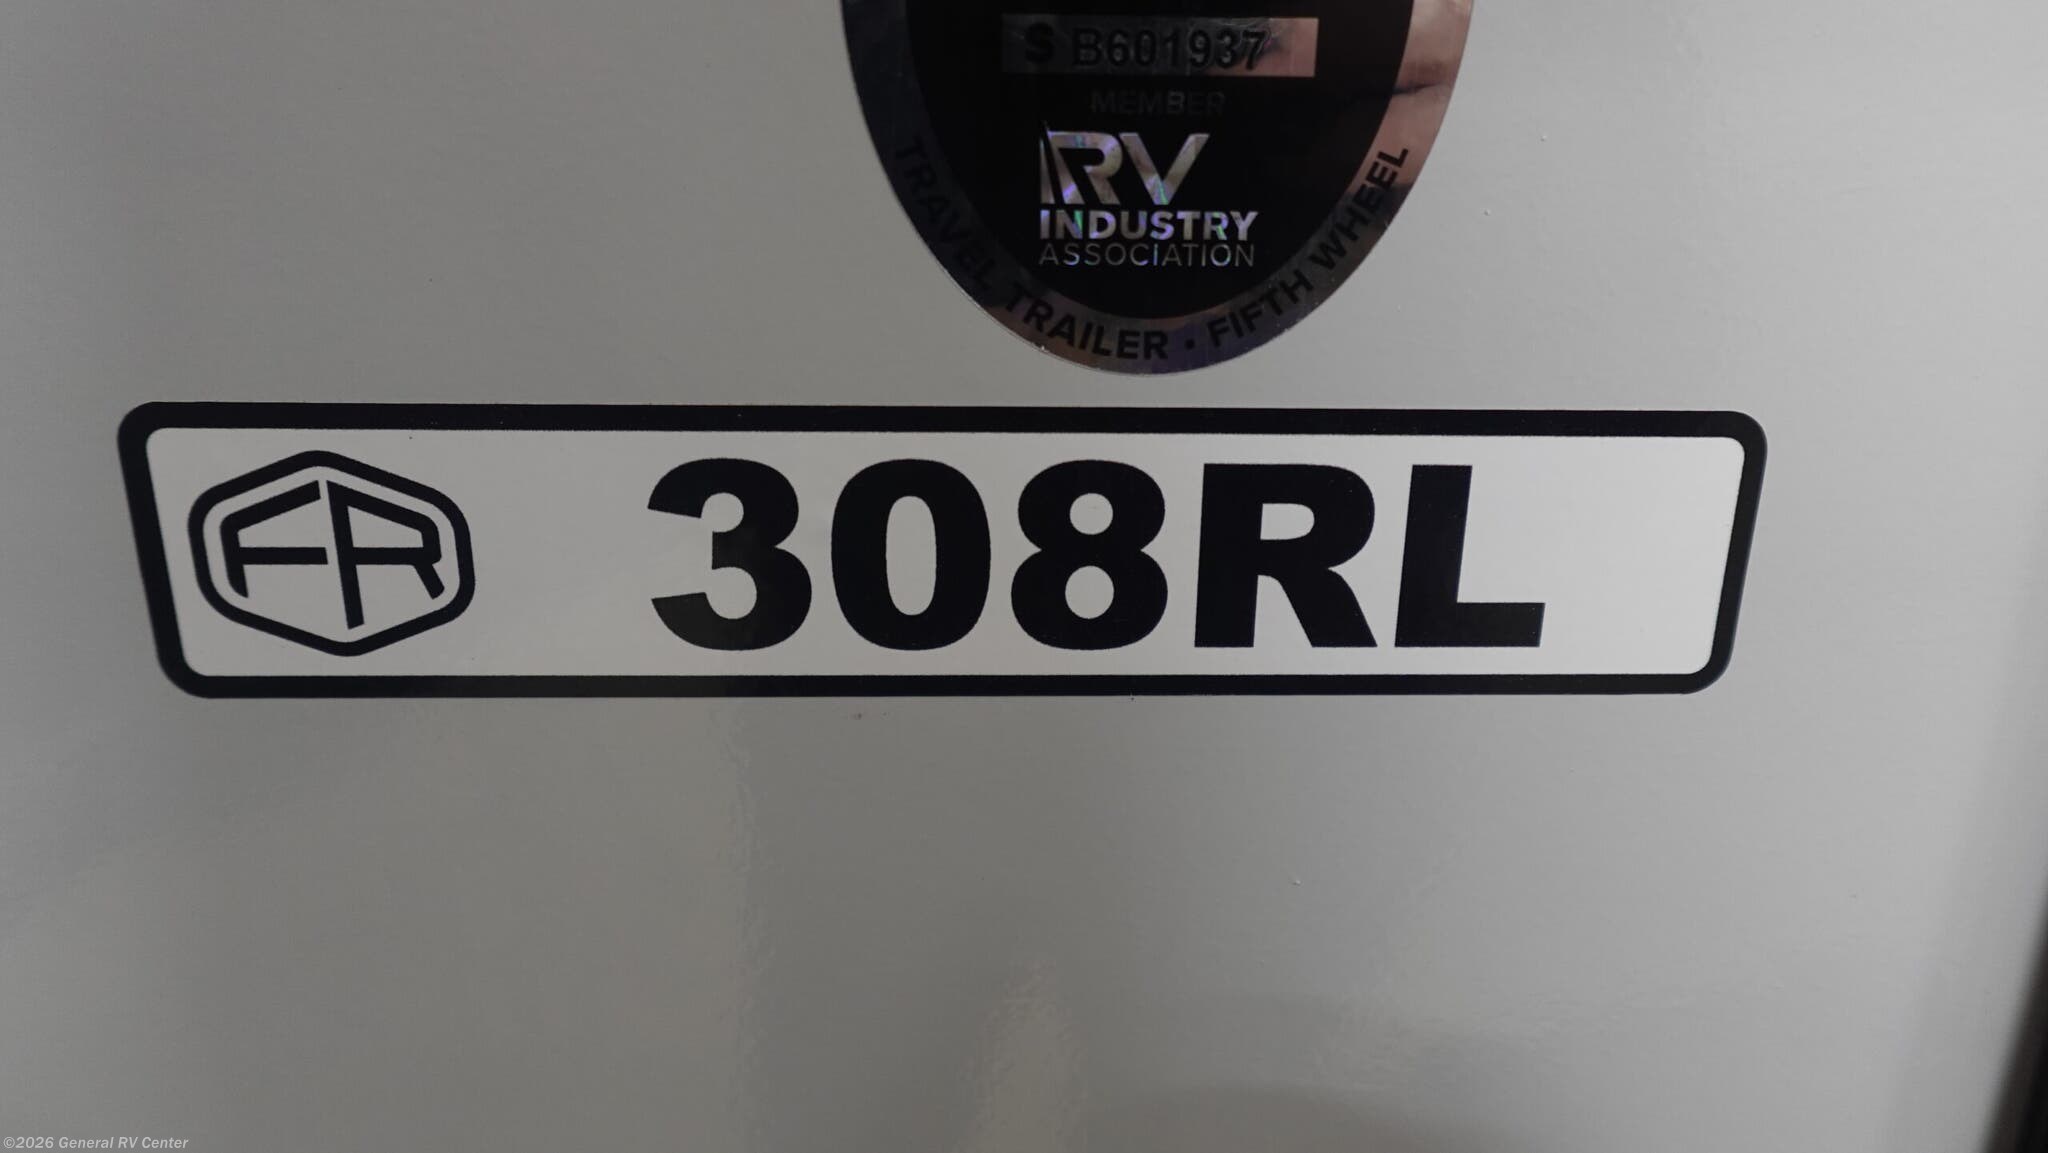 S B601937
MEMBER
RV
INDUSTRY
ASSOCIATION
TRAVEL TRAILER · FIFTH WHEEL
FR 308RL
©2026 General RV Center